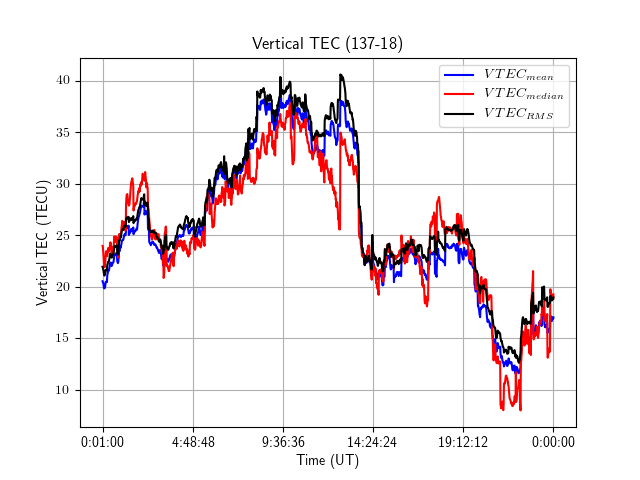 Vertical TEC (137-18)
VTEC_mean
VTEC_median
VTEC_RMS
Vertical TEC (TECU)
40
35
30
25
20
15
10
0:01:00 4:48:48 9:36:36 14:24:24 19:12:12 0:00:00
Time (UT)